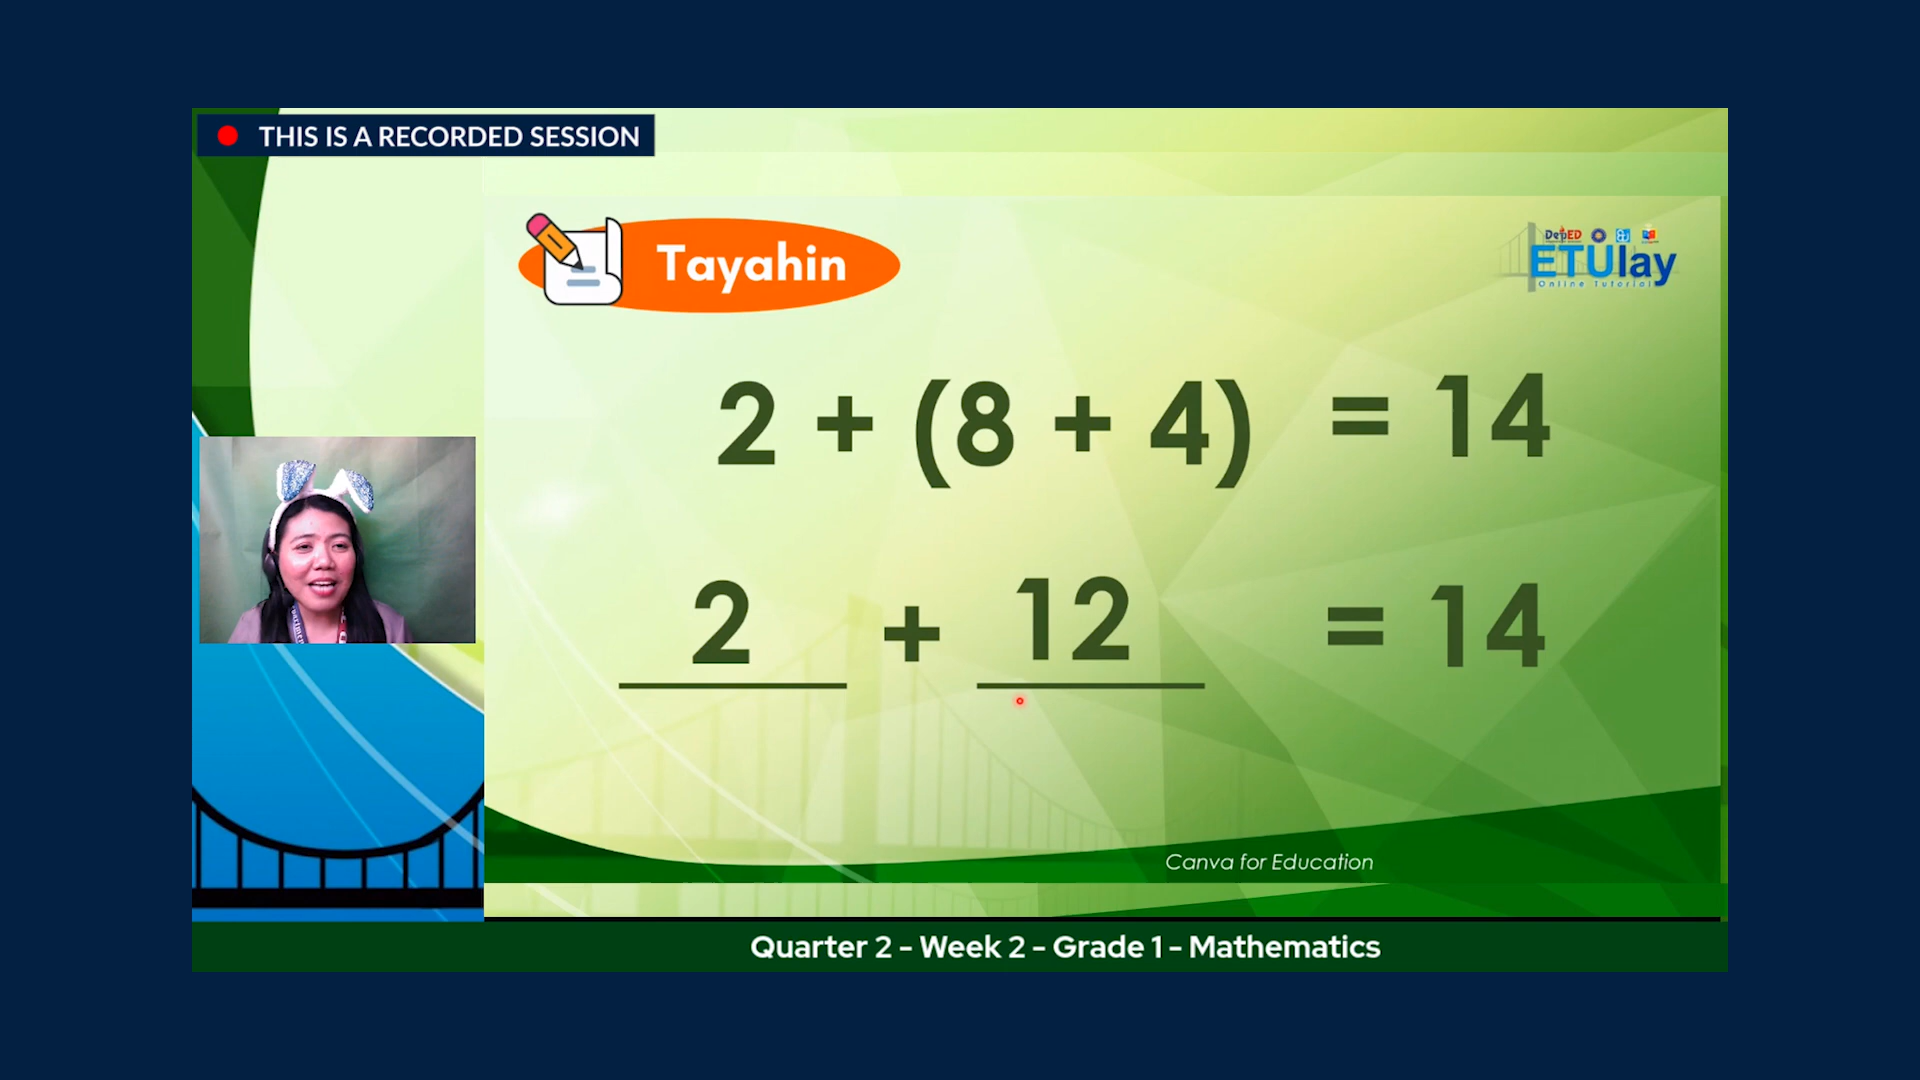 THIS IS A RECORDED SESSION
Tayahin
DepED
ETUlay
Online Tutorial
2 + (8 + 4) = 14
2 + 12 = 14
Canva for Education
Quarter 2 - Week 2 - Grade 1 - Mathematics